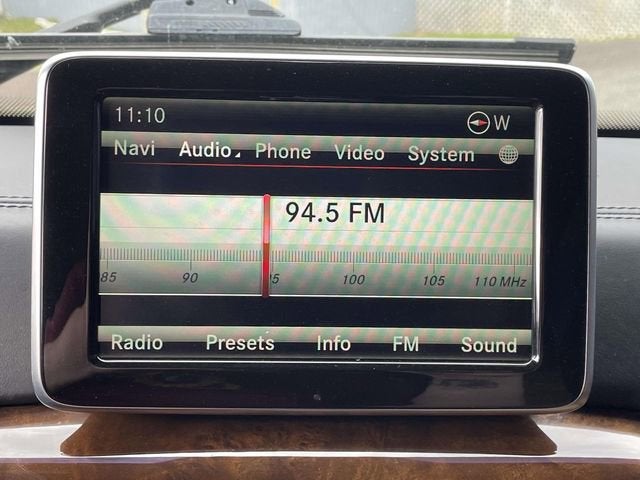 11:10 W
Navi Audio Phone Video System
94.5 FM
85 90 95 100 105 110 MHz
Radio Presets Info FM Sound